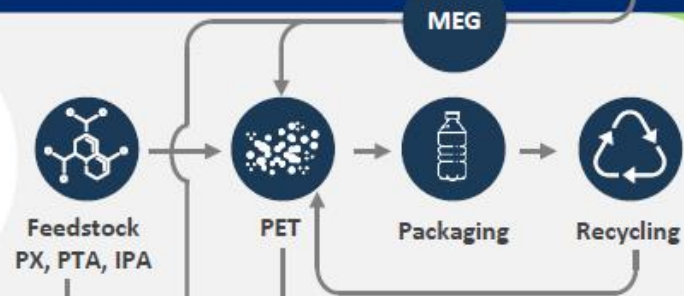 MEG
Feedstock
PX, PTA, IPA
PET
Packaging
Recycling